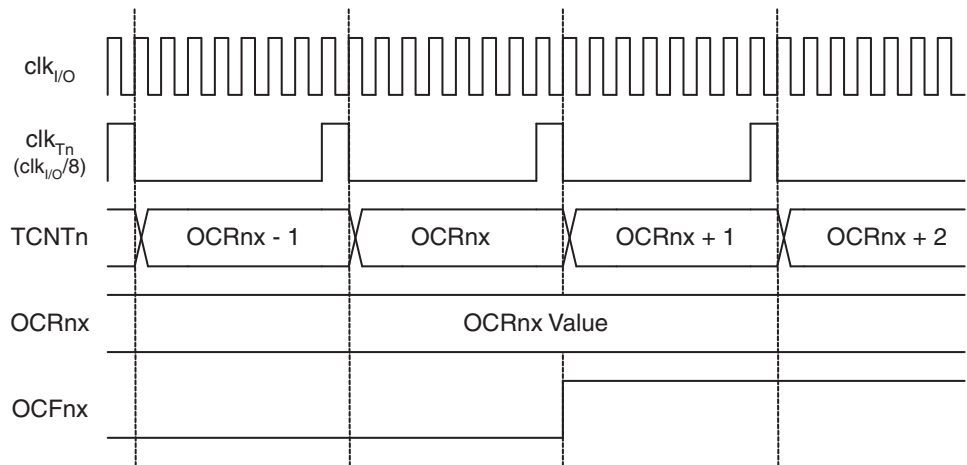 clkI/O
clkTn
(clkI/O/8)
TCNTn
OCRnx - 1
OCRnx
OCRnx + 1
OCRnx + 2
OCRnx
OCRnx Value
OCFnx